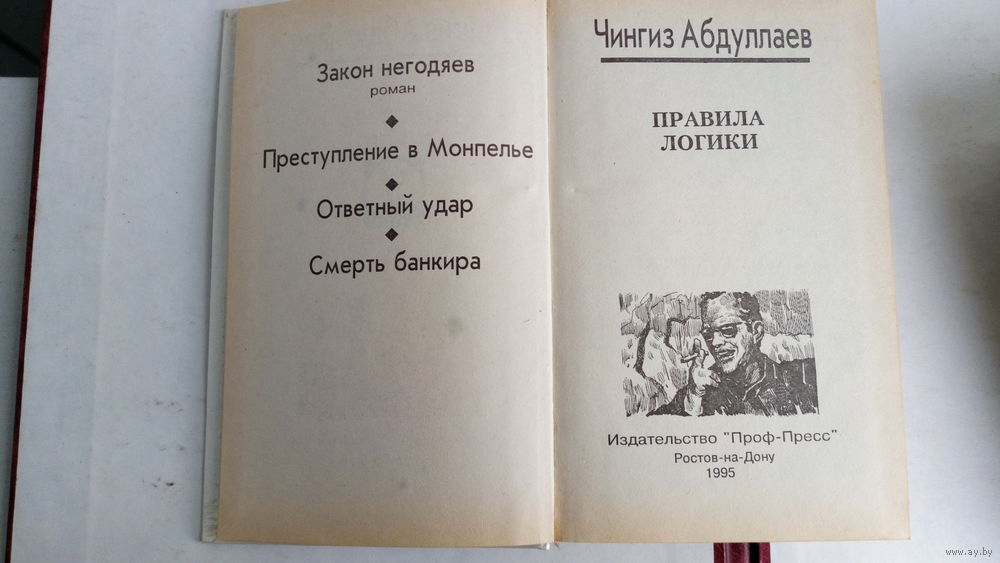 Закон негодяев
роман
Преступление в Монпелье
Ответный удар
Смерть банкира
Чингиз Абдуллаев
ПРАВИЛА
ЛОГИКИ
Издательство "Проф-Пресс"
Ростов-на-Дону
1995
www.ay.by